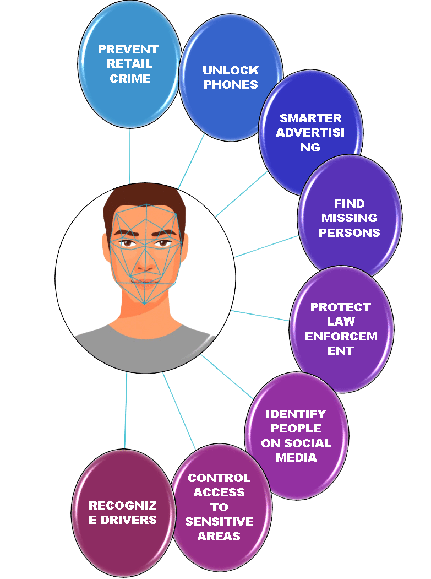 PREVENT
RETAIL
CRIME
UNLOCK
PHONES
SMARTER
ADVERTISI
NG
FIND
MISSING
PERSONS
PROTECT
LAW
ENFORCEM
ENT
IDENTIFY
PEOPLE
ON SOCIAL
MEDIA
CONTROL
ACCESS
TO
SENSITIVE
AREAS
RECOGNIZ
E DRIVERS